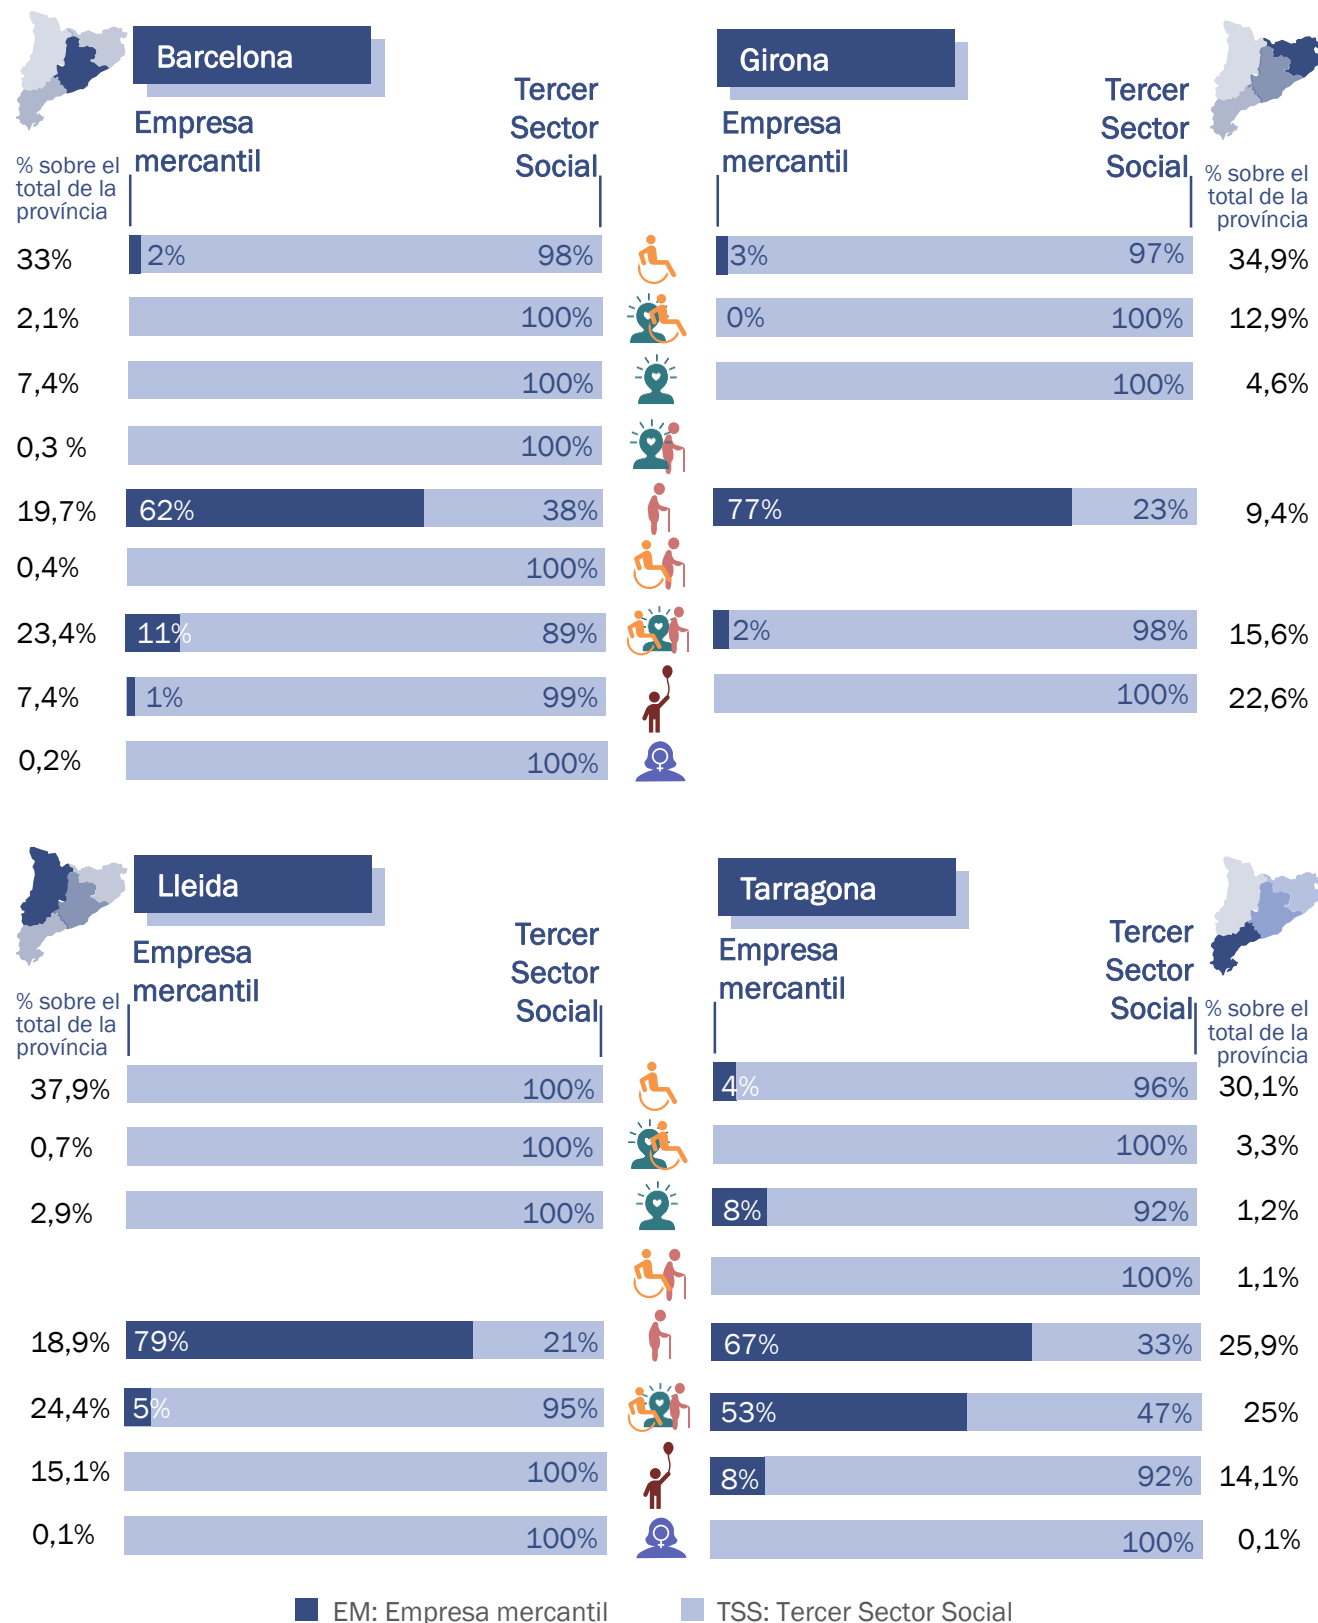 Barcelona
Empresa
mercantil
Tercer
Sector
Social
% sobre el
total de la
província
33%
2%
98%
2,1%
100%
7,4%
100%
0,3 %
100%
19,7%
62%
38%
0,4%
100%
23,4%
11%
89%
7,4%
1%
99%
0,2%
100%
Girona
Empresa
mercantil
Tercer
Sector
Social
% sobre el
total de la
província
3%
97%
34,9%
0%
100%
12,9%
100%
4,6%
77%
23%
9,4%
2%
98%
15,6%
100%
22,6%
Lleida
Empresa
mercantil
Tercer
Sector
Social
% sobre el
total de la
província
37,9%
100%
0,7%
100%
2,9%
100%
18,9%
79%
21%
24,4%
5%
95%
15,1%
100%
0,1%
100%
Tarragona
Empresa
mercantil
Tercer
Sector
Social
% sobre el
total de la
província
4%
96%
30,1%
100%
3,3%
8%
92%
1,2%
100%
1,1%
67%
33%
25,9%
53%
47%
25%
8%
92%
14,1%
100%
0,1%
EM: Empresa mercantil
TSS: Tercer Sector Social